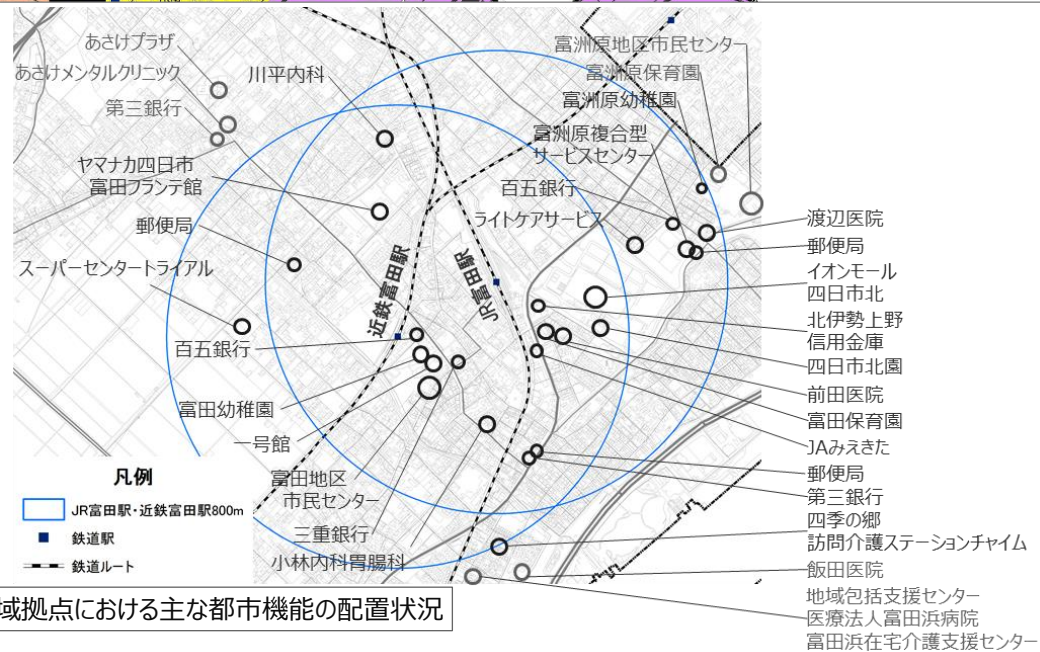 あさけプラザ
あさけメンタルクリニック
第三銀行
川平内科
ヤマナカ四日市
富田フランテ館
郵便局
スーパーセンタートライアル
百五銀行
富田幼稚園
一号館
富田地区
市民センター
三重銀行
小林内科胃腸科
近鉄富田駅
JR富田駅
富洲原地区市民センター
富洲原保育園
富洲原幼稚園
富洲原複合型
サービスセンター
百五銀行
ライトケアサービス
渡辺医院
郵便局
イオンモール
四日市北
北伊勢上野
信用金庫
四日市北園
前田医院
富田保育園
JAみえきた
郵便局
第三銀行
四季の郷
訪問介護ステーションチャイム
飯田医院
地域包括支援センター
医療法人富田浜病院
富田浜在宅介護支援センター
凡例
JR富田駅・近鉄富田駅800m
鉄道駅
鉄道ルート
域拠点における主な都市機能の配置状況